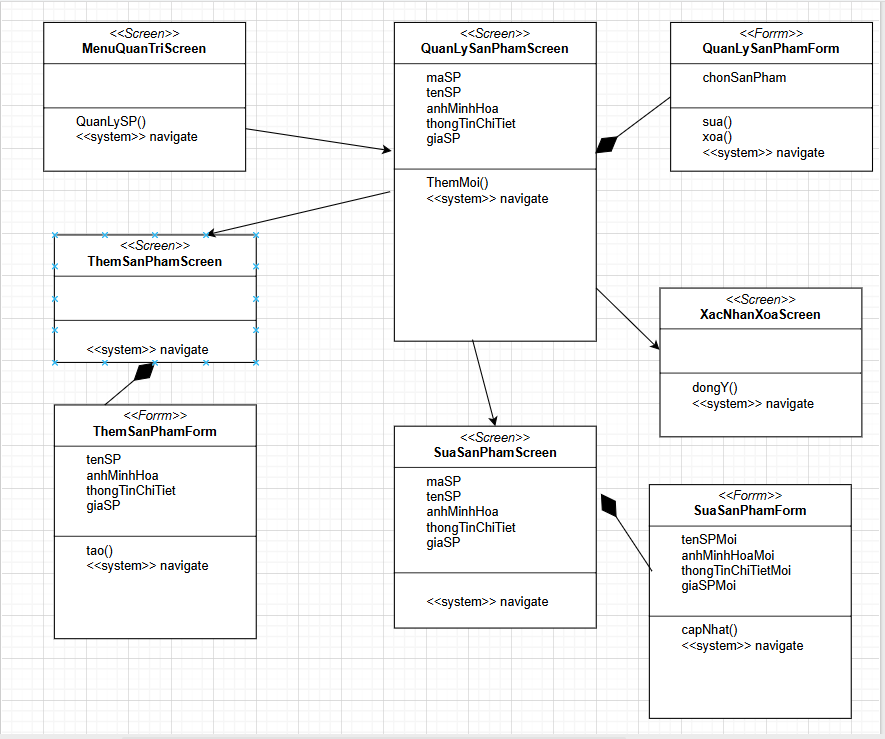 <<Screen>>
MenuQuanTriScreen
QuanLySP()
<<system>> navigate
<<Screen>>
QuanLySanPhamScreen
maSP
tenSP
anhMinhHoa
thongTinChiTiet
giaSP
ThemMoi()
<<system>> navigate
<<Forrm>>
QuanLySanPhamForm
chonSanPham
sua()
xoa()
<<system>> navigate
<<Screen>>
ThemSanPhamScreen
<<system>> navigate
<<Screen>>
XacNhanXoaScreen
dongY()
<<system>> navigate
<<Forrm>>
ThemSanPhamForm
tenSP
anhMinhHoa
thongTinChiTiet
giaSP
tao()
<<system>> navigate
<<Screen>>
SuaSanPhamScreen
maSP
tenSP
anhMinhHoa
thongTinChiTiet
giaSP
<<system>> navigate
<<Forrm>>
SuaSanPhamForm
tenSPMoi
anhMinhHoaMoi
thongTinChiTietMoi
giaSPMoi
capNhat()
<<system>> navigate